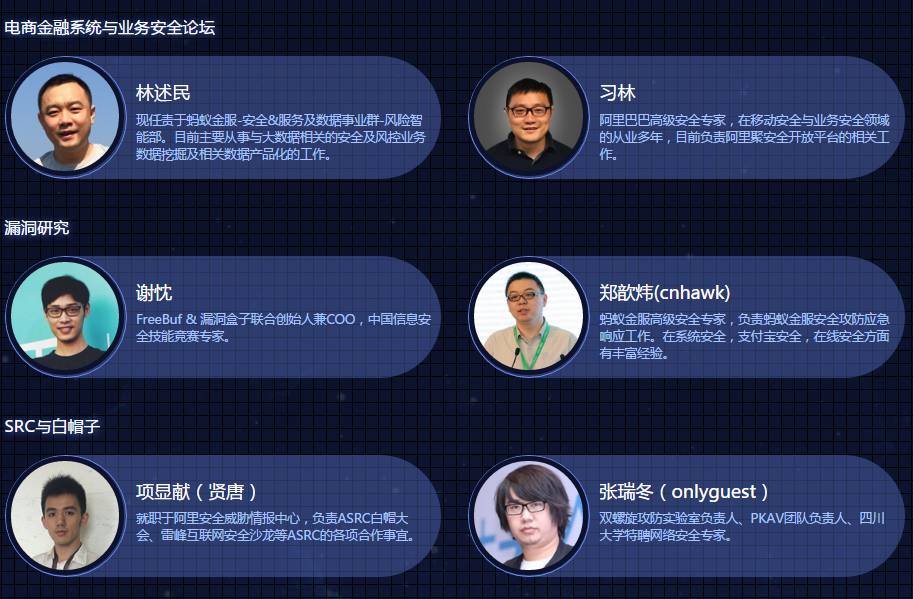 电商金融系统与业务安全论坛
林述民
现任责于蚂蚁金服-安全&服务及数据事业群-风险智
能部。目前主要从事与大数据相关的安全及风控业务
数据挖掘及相关数据产品化的工作。
习林
阿里巴巴高级安全专家，在移动安全与业务安全领域
的从业多年，目前负责阿里聚安全开放平台的相关工
作。
漏洞研究
谢忱
FreeBuf & 漏洞盒子联合创始人兼COO，中国信息安
全技能竞赛专家。
郑歆炜(cnhawk)
蚂蚁金服高级安全专家，负责蚂蚁金服安全攻防应急
响应工作。在系统安全，支付宝安全，在线安全方面
有丰富经验。
SRC与白帽子
项显献（贤唐）
就职于阿里安全威胁情报中心，负责ASRC白帽大
会、雷峰互联网安全沙龙等ASRC的各项合作事宜。
张瑞冬（onlyguest）
双螺旋攻防实验室负责人、PKAV团队负责人、四川
大学特聘网络安全专家。